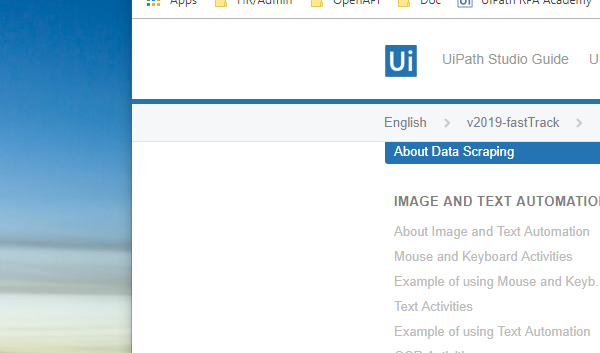 Apps HR/Admin OpenAPI Doc Ui UiPath RPA Academy
Ui UiPath Studio Guide U
English v2019-fastTrack
About Data Scraping
IMAGE AND TEXT AUTOMATIO
About Image and Text Automation
Mouse and Keyboard Activities
Example of using Mouse and Keyb.
Text Activities
Example of using Text Automation